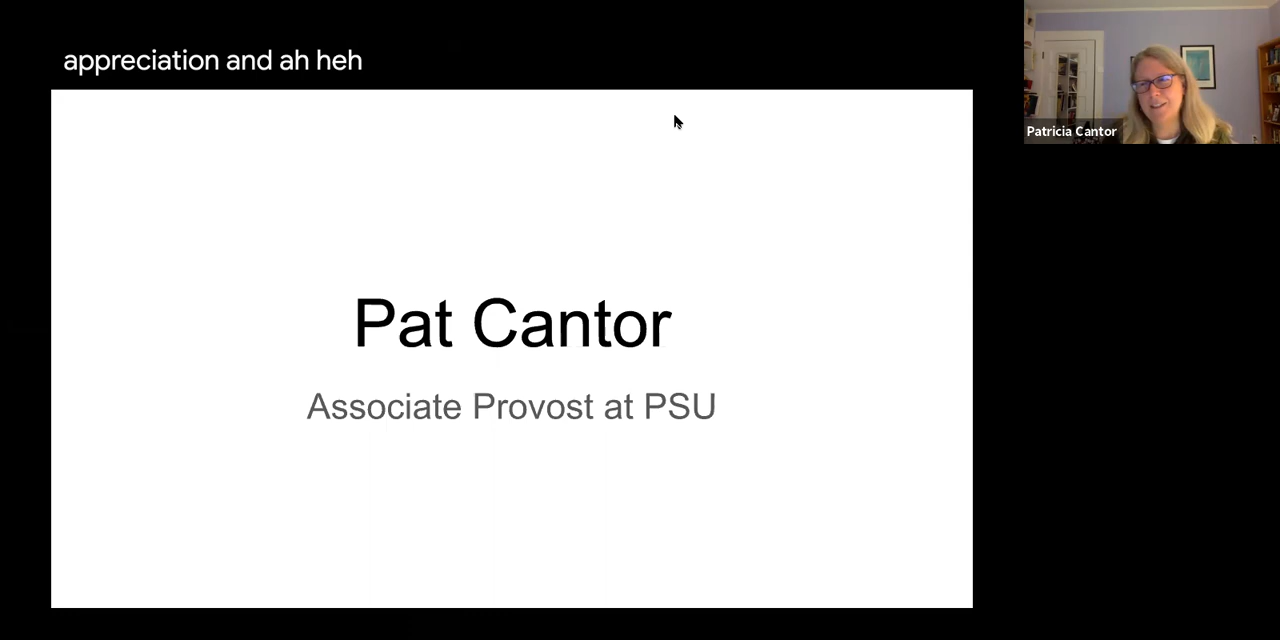 appreciation and ah heh
Patricia Cantor
Pat Cantor
Associate Provost at PSU